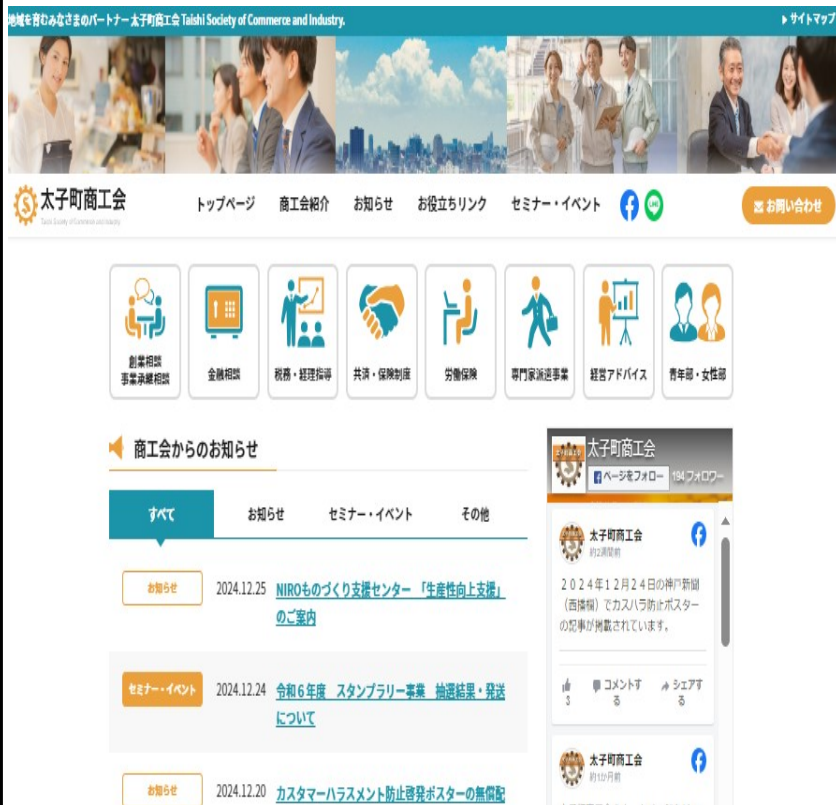 地域を育むみなさまのパートナー 太子町商工会 Taishi Society of Commerce and Industry.
サイトマップ
太子町商工会
Taishi Society of Commerce and Industry
トップページ
商工会紹介
お知らせ
お役立ちリンク
セミナー・イベント
LINE
お問い合わせ
創業相談
事業承継相談
金融相談
税務・経理指導
共済・保険制度
労働保険
専門家派遣事業
経営アドバイス
青年部・女性部
商工会からのお知らせ
すべて
お知らせ
セミナー・イベント
その他
お知らせ
2024.12.25
NIROものづくり支援センター 「生産性向上支援」
のご案内
セミナー・イベント
2024.12.24
令和6年度 スタンプラリー事業 抽選結果・発送
について
お知らせ
2024.12.20
カスタマーハラスメント防止啓発ポスターの無償配
太子町商工会
ページをフォロー
194 フォロワー
太子町商工会
約2週間前
2024年12月24日の神戸新聞
（西播欄）でカスハラ防止ポスター
の記事が掲載されています。
3
コメントす
る
シェアす
る
太子町商工会
約1か月前